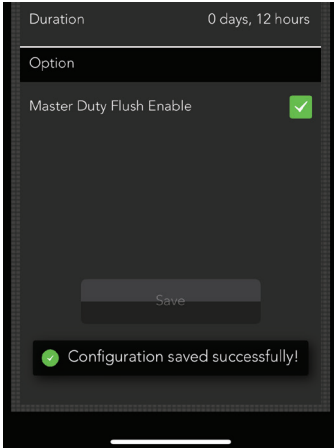 Duration 0 days, 12 hours
Option
Master Duty Flush Enable
Save
Configuration saved successfully!